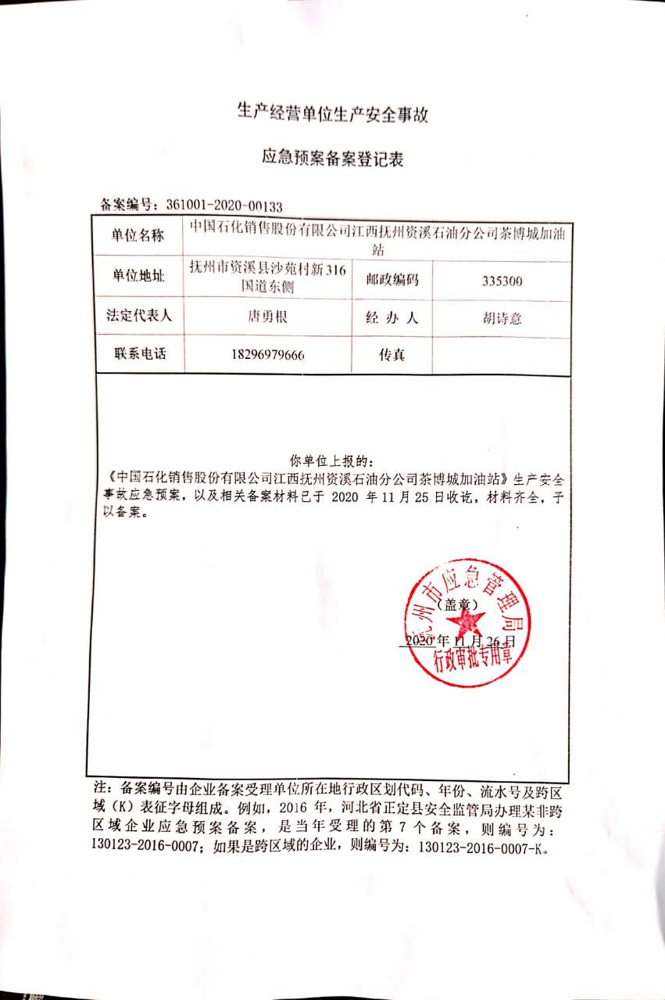 生产经营单位生产安全事故
应急预案备案登记表
备案编号：361001-2020-00133
单位名称
中国石化销售股份有限公司江西抚州资溪石油分公司茶博城加油
站
单位地址
抚州市资溪县沙苑村新316
国道东侧
邮政编码
335300
法定代表人
唐勇根
经 办 人
胡诗意
联系电话
18296979666
传真
你单位上报的：
《中国石化销售股份有限公司江西抚州资溪石油分公司茶博城加油站》生产安全
事故应急预案，以及相关备案材料已于 2020 年 11 月 25 日收讫，材料齐全，予
以备案。
抚州市应急管理局
（盖章）
2020 年 11 月 26 日
行政审批专用章
注：备案编号由企业备案受理单位所在地行政区划代码、年份、流水号及跨区
域（K）表征字母组成。例如，2016 年，河北省正定县安全监管局办理某非跨
区域企业应急预案备案，是当年受理的第 7 个备案，则编号为：
130123-2016-0007；如果是跨区域的企业，则编号为：130123-2016-0007-K。